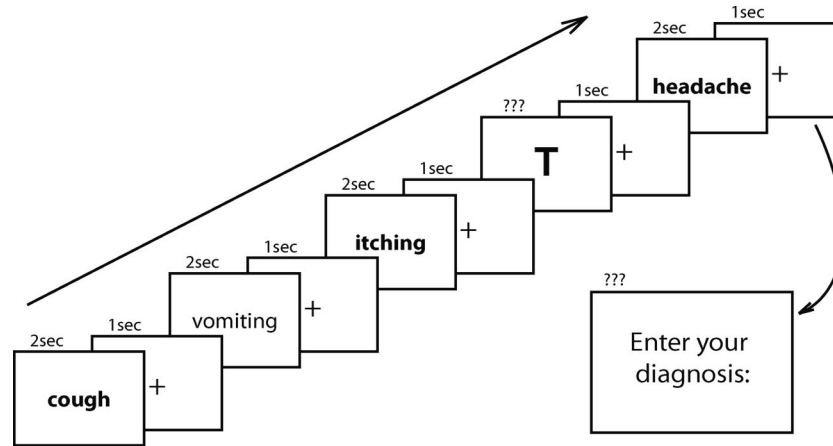 1sec
2sec
headache
+
1sec
???
T
+
1sec
2sec
itching
+
1sec
2sec
vomiting
+
1sec
2sec
cough
+
???
Enter your
diagnosis: